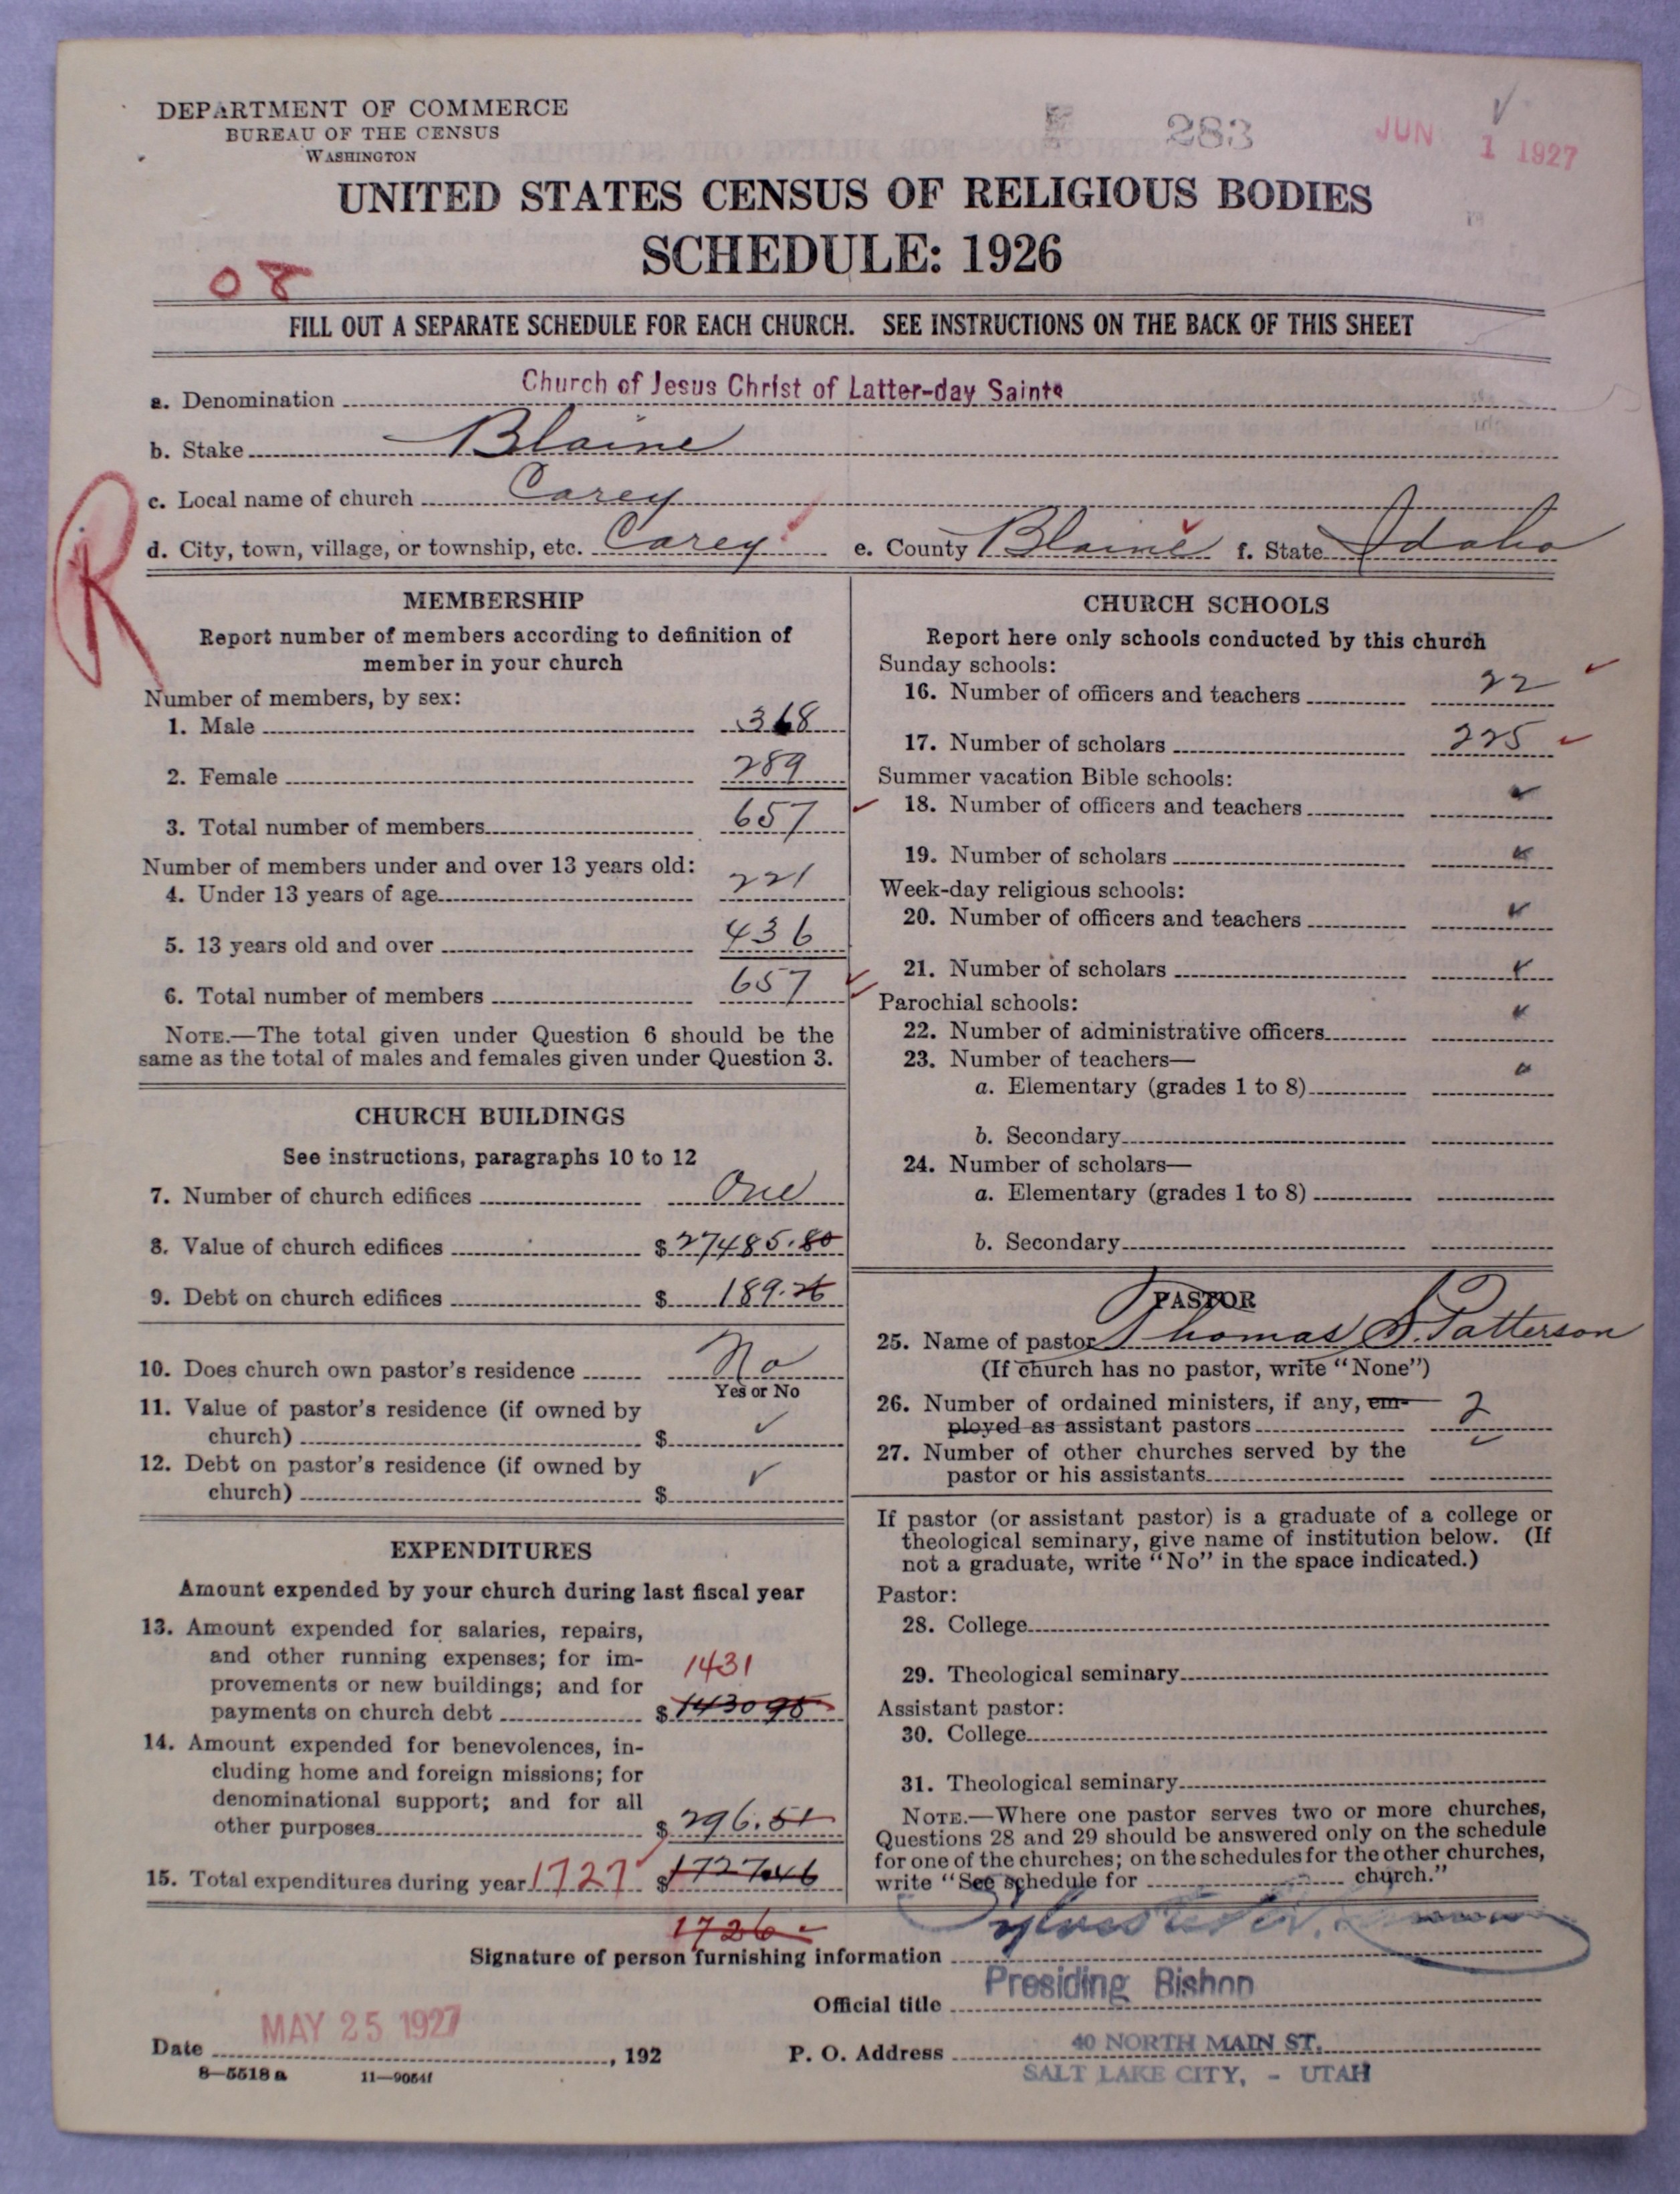 DEPARTMENT OF COMMERCE
BUREAU OF THE CENSUS
WASHINGTON
283
JUN 1 1927
UNITED STATES CENSUS OF RELIGIOUS BODIES
SCHEDULE: 1926
08
FILL OUT A SEPARATE SCHEDULE FOR EACH CHURCH. SEE INSTRUCTIONS ON THE BACK OF THIS SHEET
a. Denomination Church of Jesus Christ of Latter-day Saints
b. Stake Blaine
c. Local name of church Carey
d. City, town, village, or township, etc. Carey e. County Blaine f. State Idaho
R
MEMBERSHIP
Report number of members according to definition of
member in your church
Number of members, by sex:
1. Male 368
2. Female 289
3. Total number of members 657
Number of members under and over 13 years old:
4. Under 13 years of age 221
5. 13 years old and over 436
6. Total number of members 657
NOTE.—The total given under Question 6 should be the
same as the total of males and females given under Question 3.
CHURCH BUILDINGS
See instructions, paragraphs 10 to 12
7. Number of church edifices One
8. Value of church edifices $27485.80
9. Debt on church edifices $189.26
10. Does church own pastor's residence No
Yes or No
11. Value of pastor's residence (if owned by
church) $
12. Debt on pastor's residence (if owned by
church) $
EXPENDITURES
Amount expended by your church during last fiscal year
13. Amount expended for salaries, repairs,
and other running expenses; for im-
provements or new buildings; and for 1431
payments on church debt $143095
14. Amount expended for benevolences, in-
cluding home and foreign missions; for
denominational support; and for all
other purposes $296.51
15. Total expenditures during year 1727 $1727.46
1726
CHURCH SCHOOLS
Report here only schools conducted by this church
Sunday schools:
16. Number of officers and teachers 22
17. Number of scholars 225
Summer vacation Bible schools:
18. Number of officers and teachers
19. Number of scholars
Week-day religious schools:
20. Number of officers and teachers
21. Number of scholars
Parochial schools:
22. Number of administrative officers
23. Number of teachers—
a. Elementary (grades 1 to 8)
b. Secondary
24. Number of scholars—
a. Elementary (grades 1 to 8)
b. Secondary
PASTOR
25. Name of pastor Thomas S. Patterson
(If church has no pastor, write "None")
26. Number of ordained ministers, if any, em-
ployed as assistant pastors 2
27. Number of other churches served by the
pastor or his assistants
If pastor (or assistant pastor) is a graduate of a college or
theological seminary, give name of institution below. (If
not a graduate, write "No" in the space indicated.)
Pastor:
28. College
29. Theological seminary
Assistant pastor:
30. College
31. Theological seminary
NOTE.—Where one pastor serves two or more churches,
Questions 28 and 29 should be answered only on the schedule
for one of the churches; on the schedules for the other churches,
write "See schedule for church."
Signature of person furnishing information
Official title Presiding Bishop
Date MAY 25 1927, 192
P. O. Address 40 NORTH MAIN ST.
SALT LAKE CITY, - UTAH
8—5518a 11—9054f